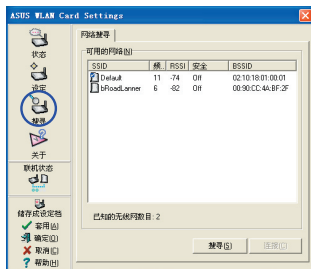 ASUS WLAN Card Settings
状态
设定
搜寻
关于
联机状态
储存成设定档
套用(A)
确定(O)
取消(C)
帮助(H)
网络搜寻
可用的网络(N)
SSID 频.. RSSI 安全 BSSID
Default 11 -74 Off 02:10:18:01:00:01
bRoadLanner 6 -82 Off 00:90:CC:4A:BF:2F
已知的无线网数目: 2
搜寻(S) 连接(C)